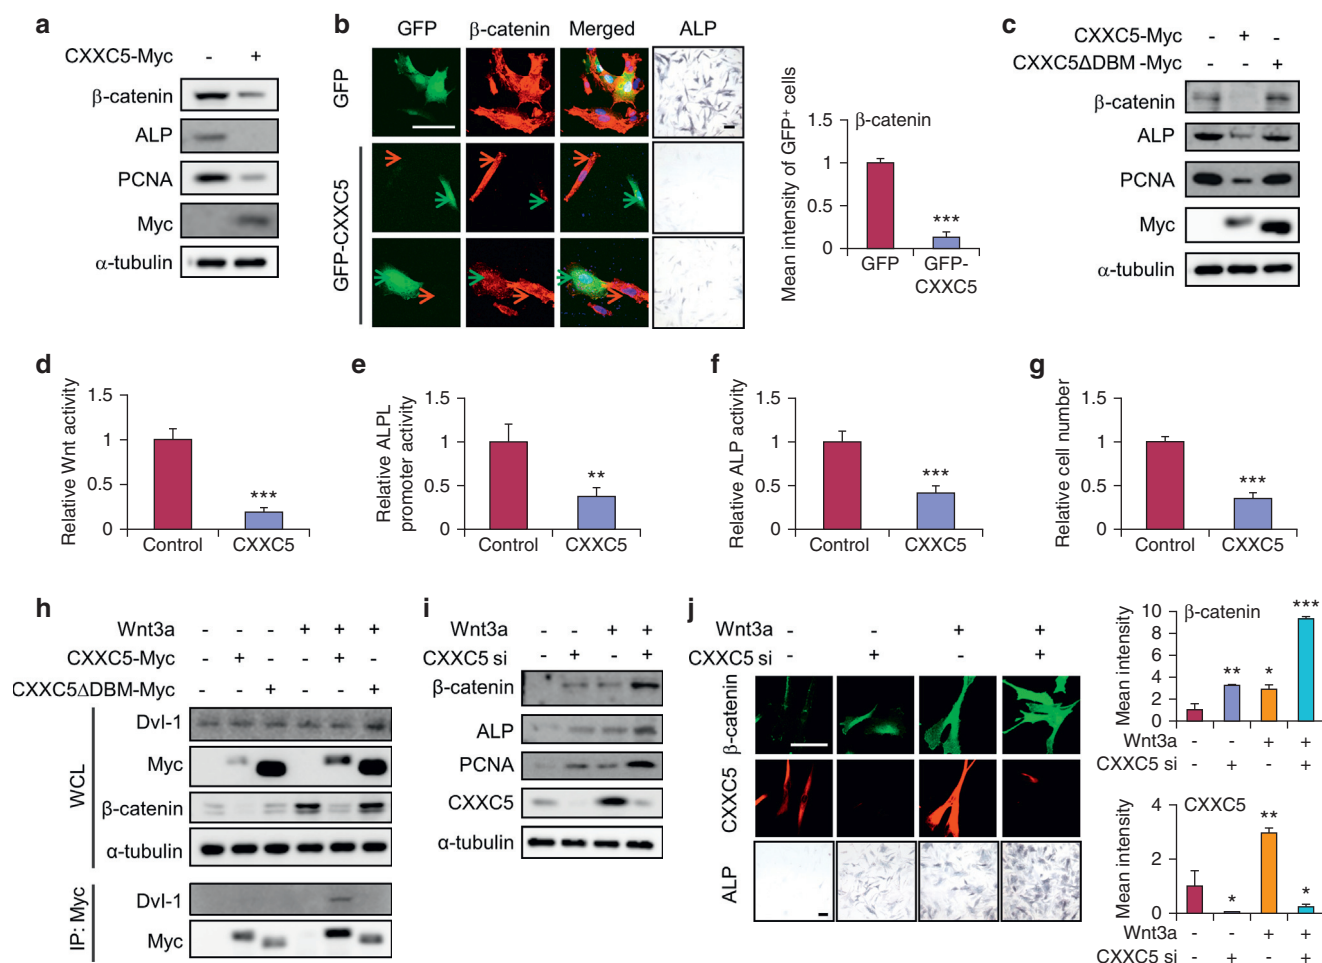 a
CXXC5-Myc - +
β-catenin
ALP
PCNA
Myc
α-tubulin
b
GFP β-catenin Merged ALP
GFP
GFP-CXXC5
Mean intensity of GFP+ cells
β-catenin
1.5
1
0.5
0
***
GFP GFP-
CXXC5
c
CXXC5-Myc - + -
CXXC5ΔDBM -Myc - - +
β-catenin
ALP
PCNA
Myc
α-tubulin
d
Relative Wnt activity
1.5
1
0.5
0
***
Control CXXC5
e
Relative ALPL
promoter activity
1.5
1
0.5
0
**
Control CXXC5
f
Relative ALP activity
1.5
1
0.5
0
***
Control CXXC5
g
Relative cell number
1.5
1
0.5
0
***
Control CXXC5
h
Wnt3a - - - + + +
CXXC5-Myc - + - - + -
CXXC5ΔDBM-Myc - - + - - +
WCL
Dvl-1
Myc
β-catenin
α-tubulin
IP: Myc
Dvl-1
Myc
i
Wnt3a - - + +
CXXC5 si - + - +
β-catenin
ALP
PCNA
CXXC5
α-tubulin
j
Wnt3a - - + +
CXXC5 si - + - +
β-catenin
CXXC5
ALP
Mean intensity
β-catenin
10
8
6
4
2
0
** * ***
Wnt3a - - + +
CXXC5 si - + - +
Mean intensity
CXXC5
4
2
0
* ** *
Wnt3a - - + +
CXXC5 si - + - +